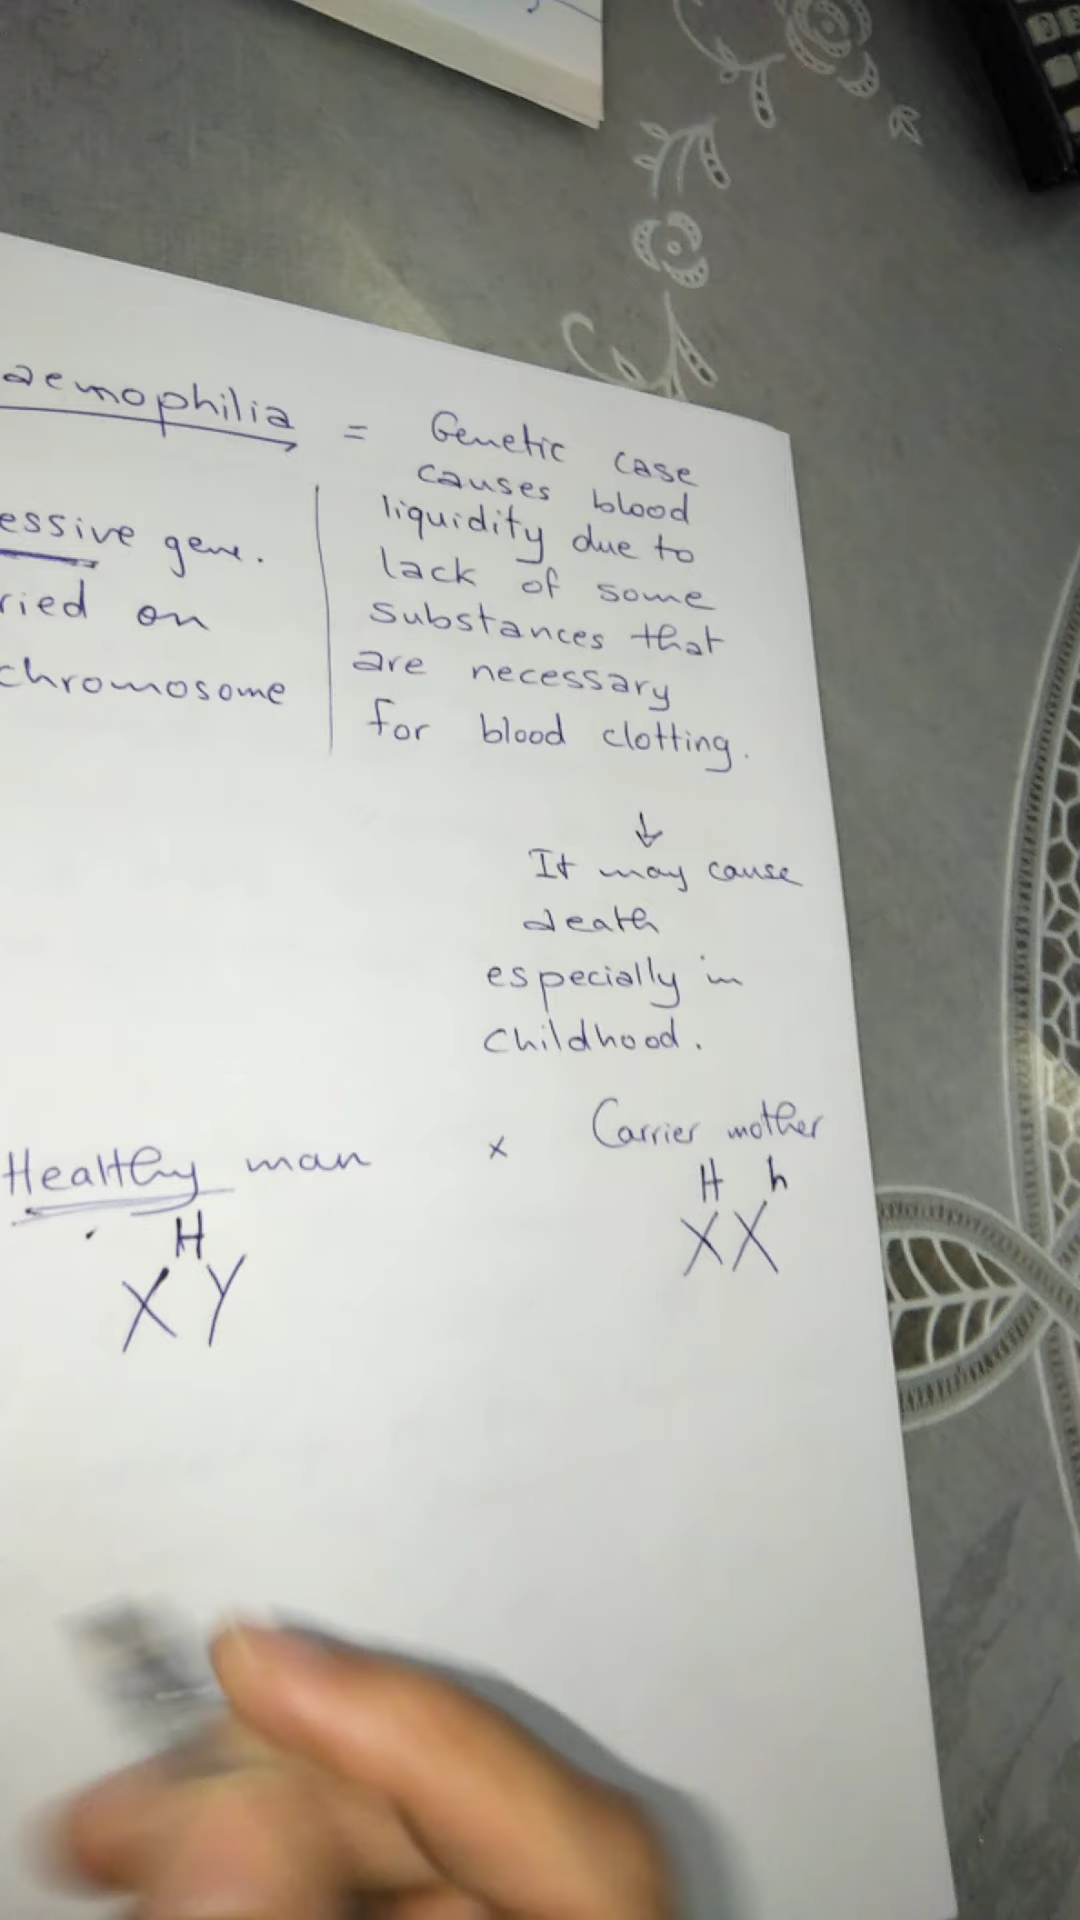 aemophilia = Genetic case
causes blood
liquidity due to
lack of some
substances that
are necessary
for blood clotting.
essive gene.
ried on
chromosome
↓
It may cause
death
especially in
childhood.
Healthy man x Carrier mother
H
XY
H h
XX